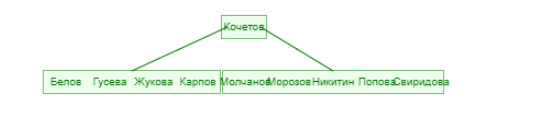 Кочетов
Белов Гусева Жукова Карпов Молчанов Морозов Никитин Попова Свиридова